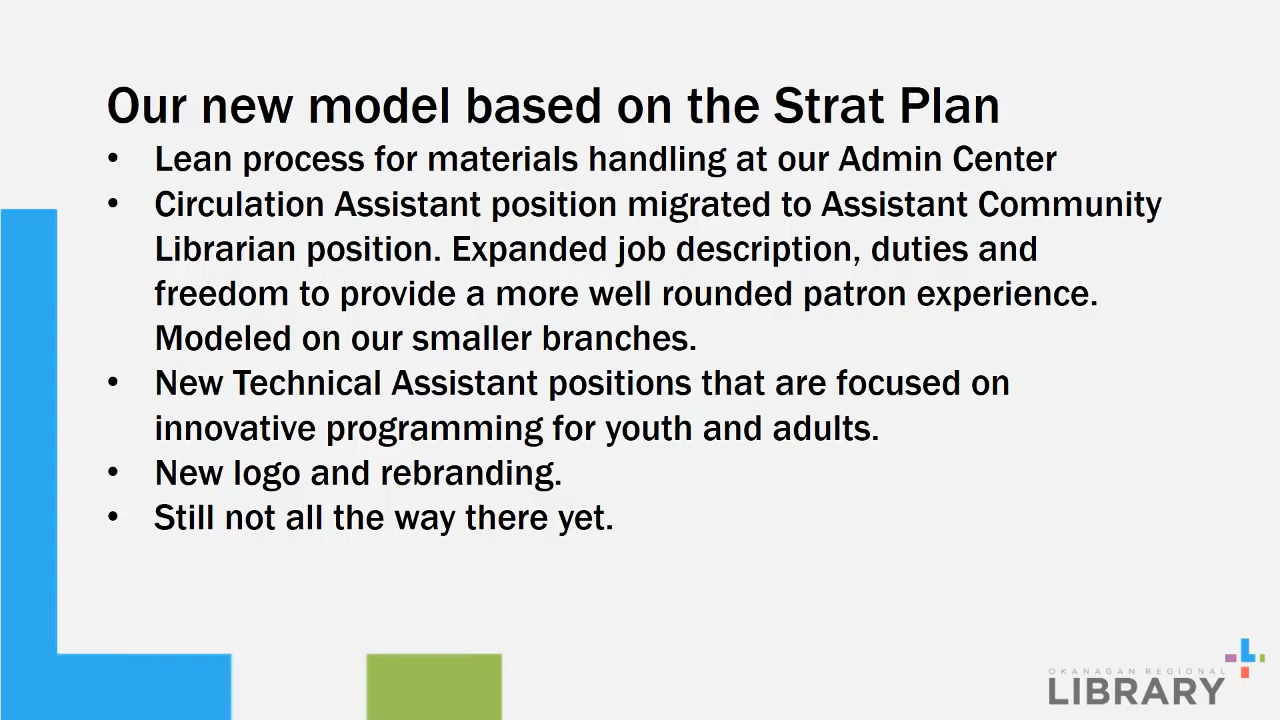 Our new model based on the Strat Plan
• Lean process for materials handling at our Admin Center
• Circulation Assistant position migrated to Assistant Community
Librarian position. Expanded job description, duties and
freedom to provide a more well rounded patron experience.
Modeled on our smaller branches.
• New Technical Assistant positions that are focused on
innovative programming for youth and adults.
• New logo and rebranding.
• Still not all the way there yet.
OKANAGAN REGIONAL
LIBRARY